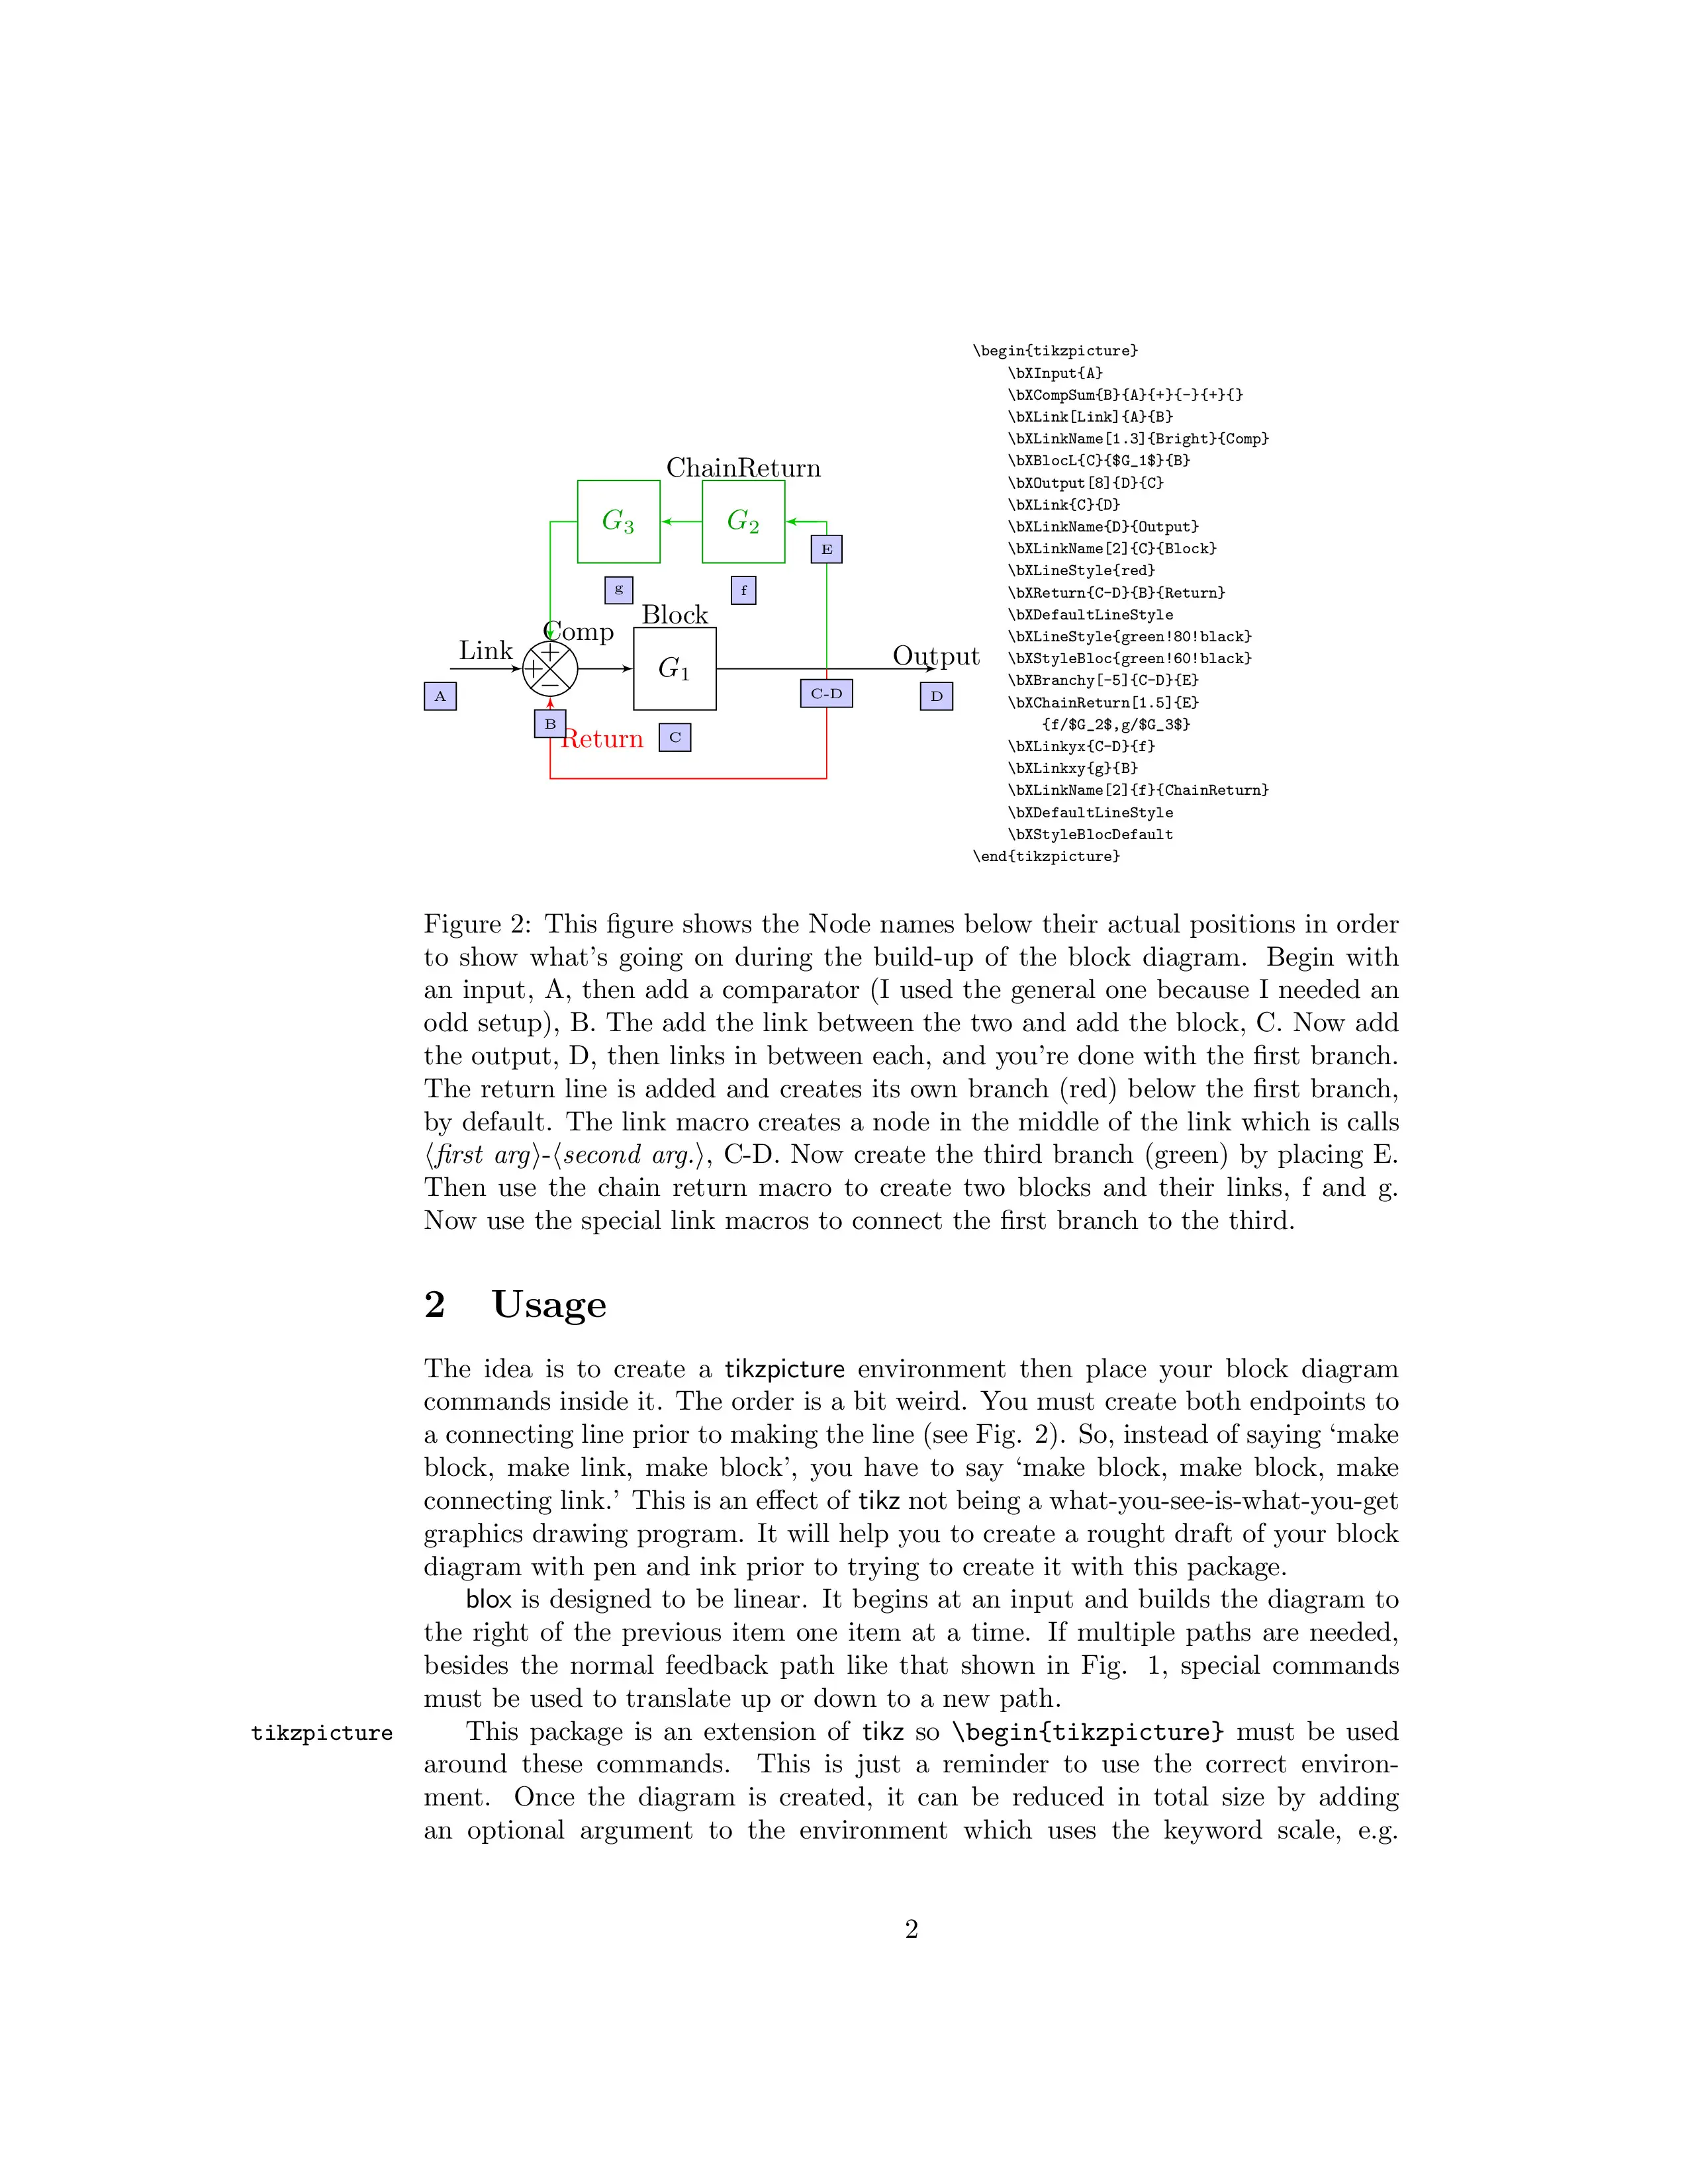 ChainReturn
G3
G2
E
g
f
Block
Comp
Link
+
+
−
G1
Output
A
C-D
D
B
Return
C
\begin{tikzpicture}
\bXInput{A}
\bXCompSum{B}{A}{+}{-}{+}{}
\bXLink[Link]{A}{B}
\bXLinkName[1.3]{Bright}{Comp}
\bXBlocL{C}{$G_1$}{B}
\bXOutput[8]{D}{C}
\bXLink{C}{D}
\bXLinkName{D}{Output}
\bXLinkName[2]{C}{Block}
\bXLineStyle{red}
\bXReturn{C-D}{B}{Return}
\bXDefaultLineStyle
\bXLineStyle{green!80!black}
\bXStyleBloc{green!60!black}
\bXBranchy[-5]{C-D}{E}
\bXChainReturn[1.5]{E}
{f/$G_2$,g/$G_3$}
\bXLinkyx{C-D}{f}
\bXLinkxy{g}{B}
\bXLinkName[2]{f}{ChainReturn}
\bXDefaultLineStyle
\bXStyleBlocDefault
\end{tikzpicture}
Figure 2: This figure shows the Node names below their actual positions in order
to show what's going on during the build-up of the block diagram. Begin with
an input, A, then add a comparator (I used the general one because I needed an
odd setup), B. The add the link between the two and add the block, C. Now add
the output, D, then links in between each, and you're done with the first branch.
The return line is added and creates its own branch (red) below the first branch,
by default. The link macro creates a node in the middle of the link which is calls
⟨first arg⟩-⟨second arg.⟩, C-D. Now create the third branch (green) by placing E.
Then use the chain return macro to create two blocks and their links, f and g.
Now use the special link macros to connect the first branch to the third.
2 Usage
The idea is to create a tikzpicture environment then place your block diagram
commands inside it. The order is a bit weird. You must create both endpoints to
a connecting line prior to making the line (see Fig. 2). So, instead of saying ‘make
block, make link, make block’, you have to say ‘make block, make block, make
connecting link.’ This is an effect of tikz not being a what-you-see-is-what-you-get
graphics drawing program. It will help you to create a rought draft of your block
diagram with pen and ink prior to trying to create it with this package.
blox is designed to be linear. It begins at an input and builds the diagram to
the right of the previous item one item at a time. If multiple paths are needed,
besides the normal feedback path like that shown in Fig. 1, special commands
must be used to translate up or down to a new path.
tikzpicture This package is an extension of tikz so \begin{tikzpicture} must be used
around these commands. This is just a reminder to use the correct environ-
ment. Once the diagram is created, it can be reduced in total size by adding
an optional argument to the environment which uses the keyword scale, e.g.
2